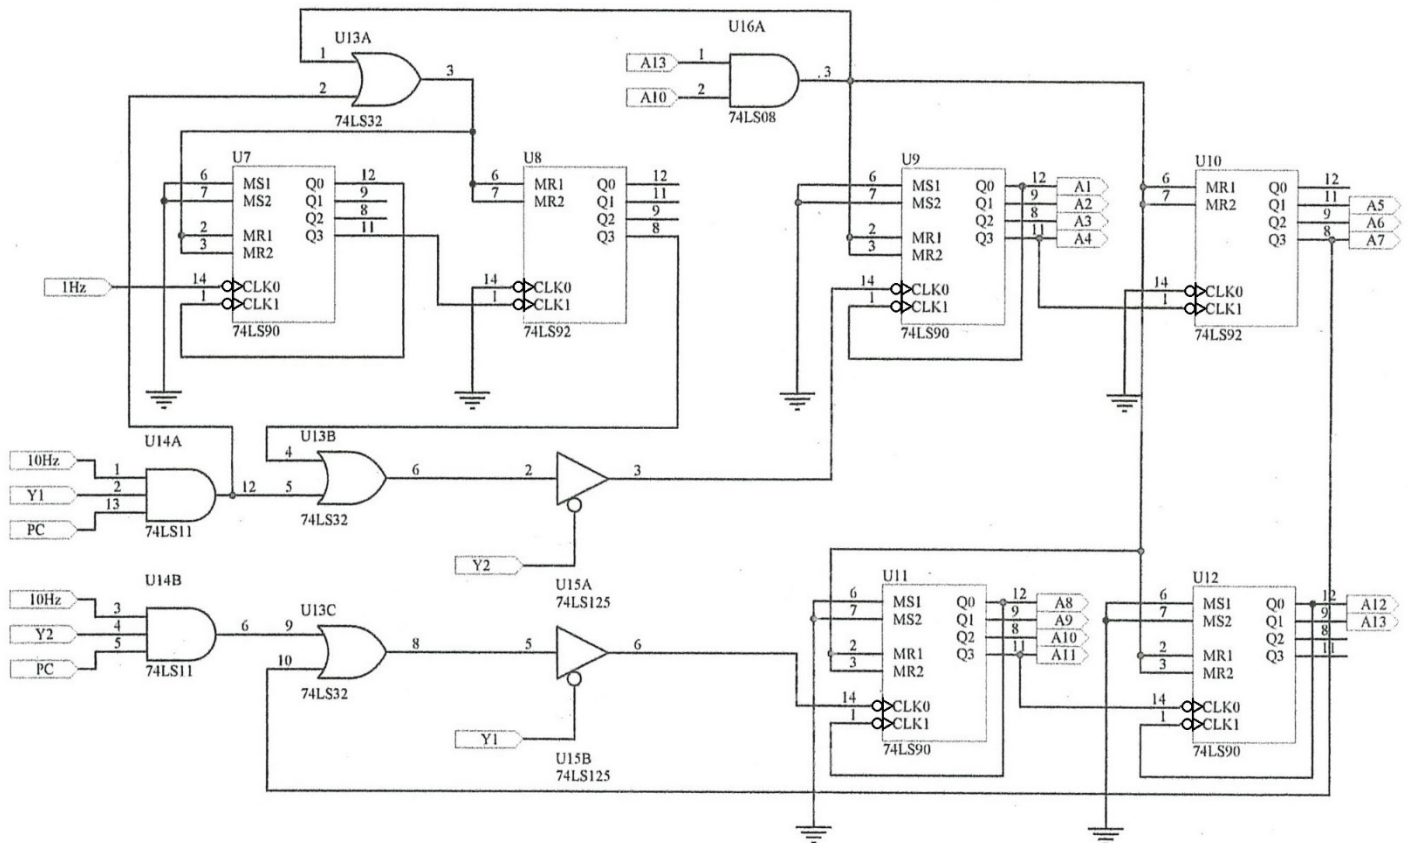 U16A
U13A
1 3
2
74LS32
A13 1 .3
A10 2
74LS08
U7
6 MS1 Q0 12
7 MS2 Q1 9
Q2 8
2 MR1 Q3 11
3 MR2
1Hz 14 CLK0
1 CLK1
74LS90
U8
6 MR1 Q0 12
7 MR2 Q1 11
Q2 9
Q3 8
14 CLK0
1 CLK1
74LS92
U9
6 MS1 Q0 12 A1
7 MS2 Q1 9 A2
Q2 8 A3
2 MR1 Q3 11 A4
3 MR2
14 CLK0
1 CLK1
74LS90
U10
6 MR1 Q0 12
7 MR2 Q1 11 A5
Q2 9 A6
Q3 8 A7
14 CLK0
1 CLK1
74LS92
U14A
10Hz 1
Y1 2 12
PC 13
74LS11
U13B
4 6
5
74LS32
2 3
Y2
U15A
74LS125
U14B
10Hz 3
Y2 4 6
PC 5
74LS11
U13C
9 8
10
74LS32
5 6
Y1
U15B
74LS125
U11
6 MS1 Q0 12 A8
7 MS2 Q1 9 A9
Q2 8 A10
2 MR1 Q3 11 A11
3 MR2
14 CLK0
1 CLK1
74LS90
U12
6 MS1 Q0 12 A12
7 MS2 Q1 9 A13
Q2 8
2 MR1 Q3 11
3 MR2
14 CLK0
1 CLK1
74LS90